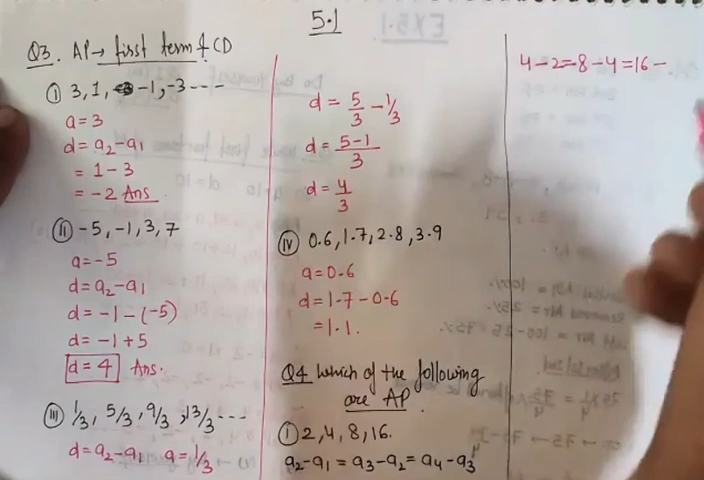 5.1
Q3. AP→ first term & CD
(i) 3, 1, -1, -3 ---
a = 3
d = a2 - a1
= 1 - 3
= -2 Ans
(ii) -5, -1, 3, 7
a = -5
d = a2 - a1
d = -1 - (-5)
d = -1 + 5
d = 4 Ans.
(iii) 1/3, 5/3, 9/3, 13/3 ---
d = a2 - a1 a = 1/3
d = 5/3 - 1/3
d = 5-1/3
d = 4/3
(iv) 0.6, 1.7, 2.8, 3.9
a = 0.6
d = 1.7 - 0.6
= 1.1.
Q4 which of the following
are AP.
(i) 2, 4, 8, 16.
a2 - a1 = a3 - a2 = a4 - a3
4 - 2 = 8 - 4 = 16 -